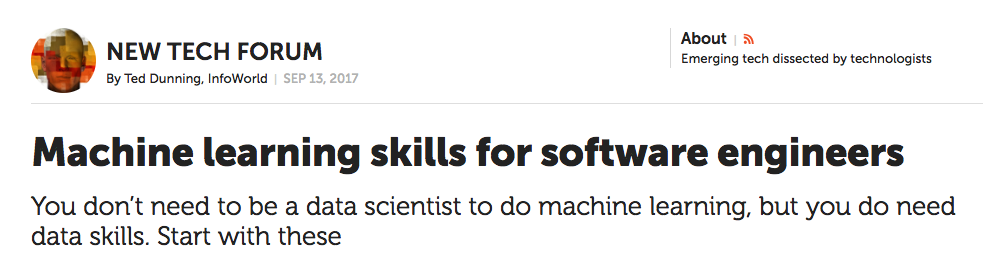 NEW TECH FORUM
By Ted Dunning, InfoWorld | SEP 13, 2017
About |
Emerging tech dissected by technologists
Machine learning skills for software engineers
You don’t need to be a data scientist to do machine learning, but you do need
data skills. Start with these